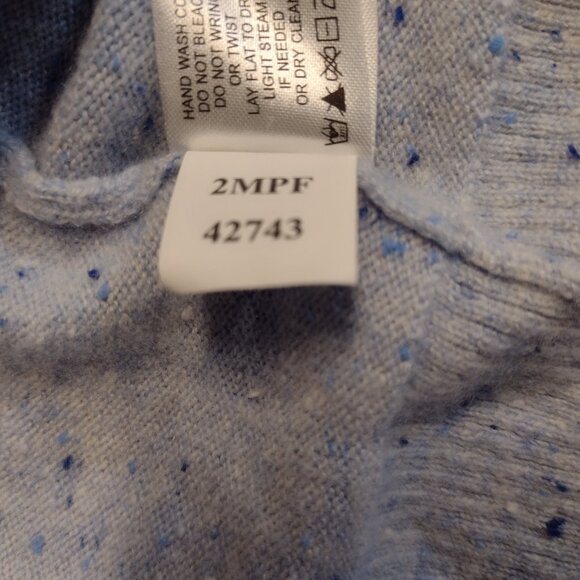 HAND WASH CO
DO NOT BLEAC
DO NOT WRIN
OR TWIST
LAY FLAT TO DR
LIGHT STEAM
IF NEEDED
OR DRY CLEAN
2MPF
42743